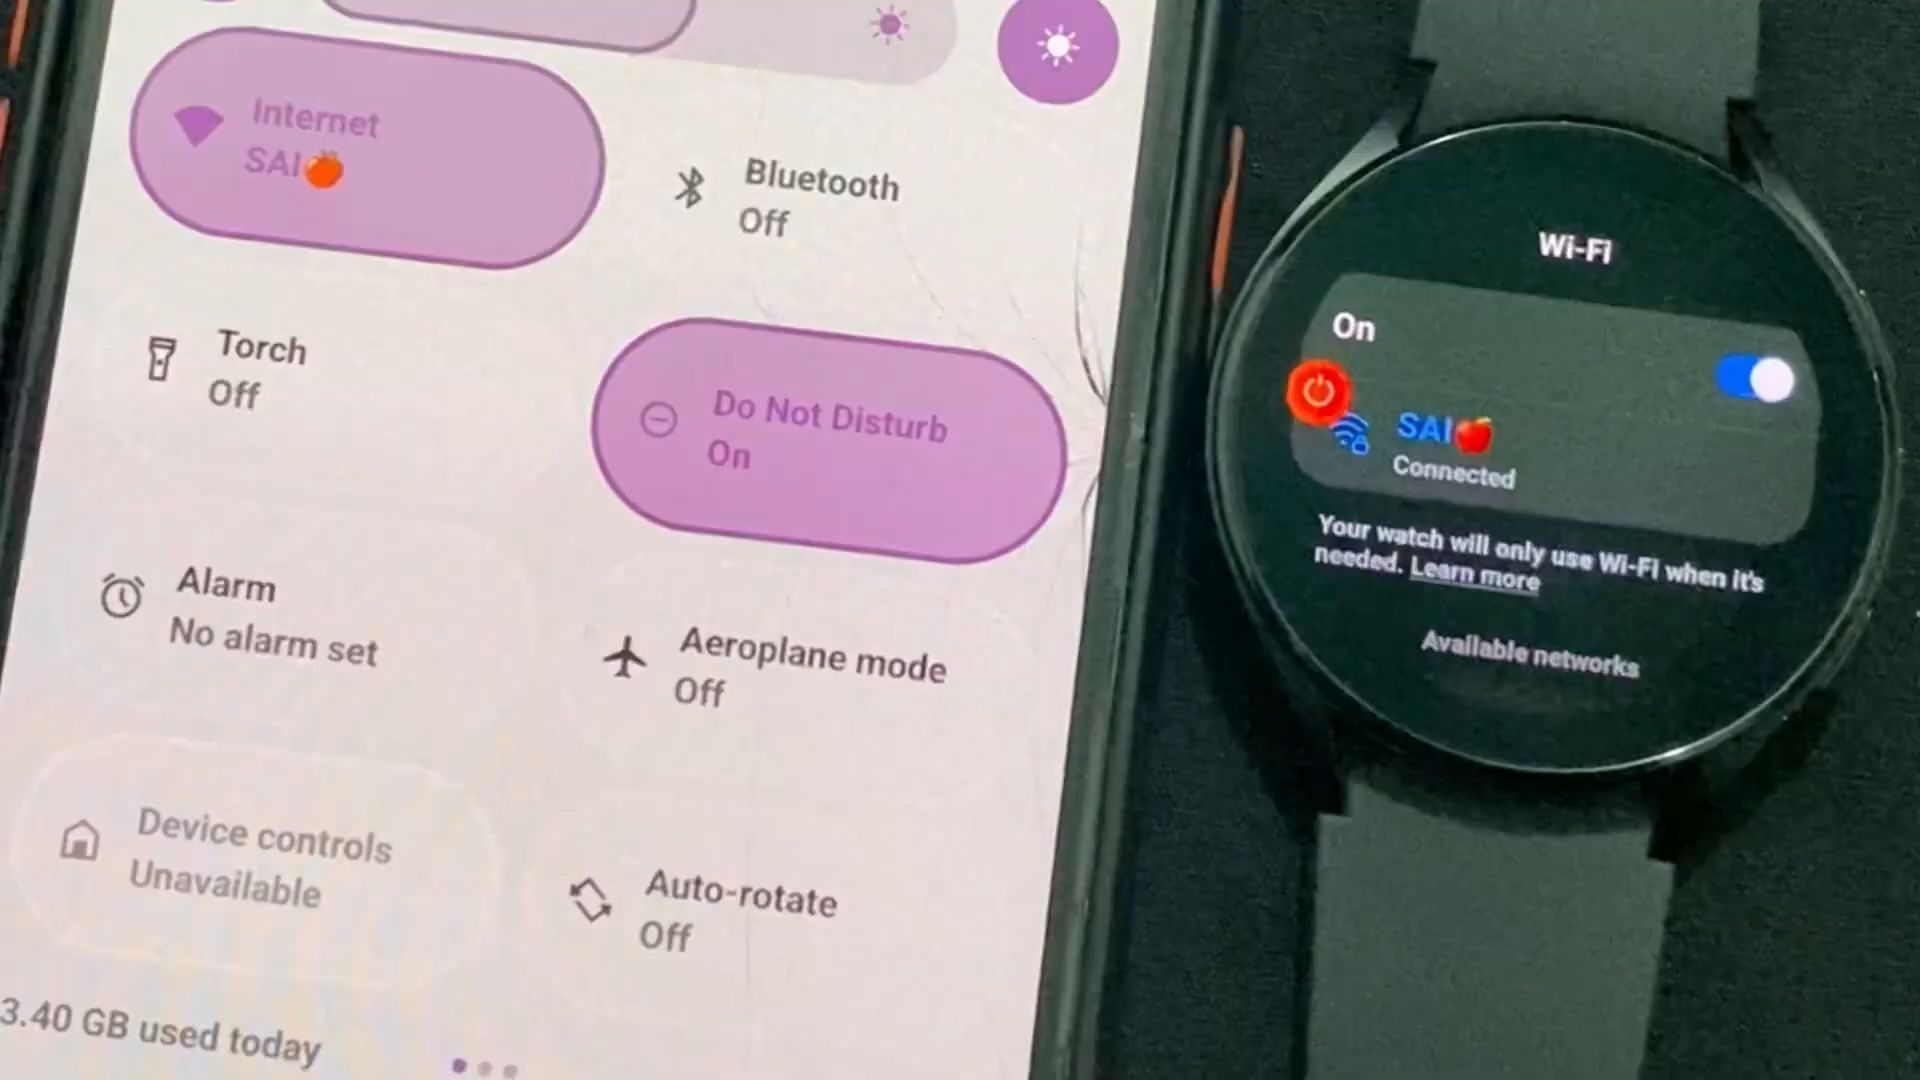 Internet
SAI🍅
Bluetooth
Off
Torch
Off
Do Not Disturb
On
Alarm
No alarm set
Aeroplane mode
Off
Device controls
Unavailable
Auto-rotate
Off
3.40 GB used today
Wi-Fi
On
SAI🍎
Connected
Your watch will only use Wi-Fi when it's
needed. Learn more
Available networks